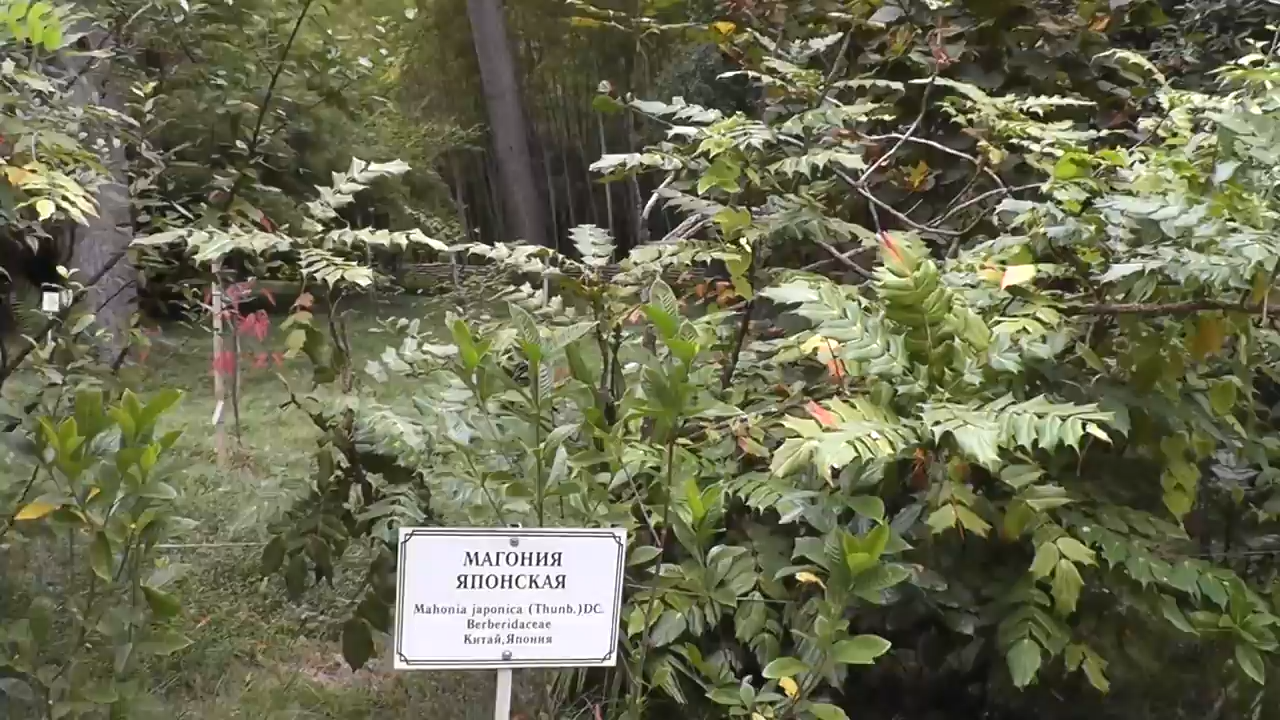 МАГОНИЯ
ЯПОНСКАЯ
Mahonia japonica (Thunb.)DC.
Berberidaceae
Китай,Япония